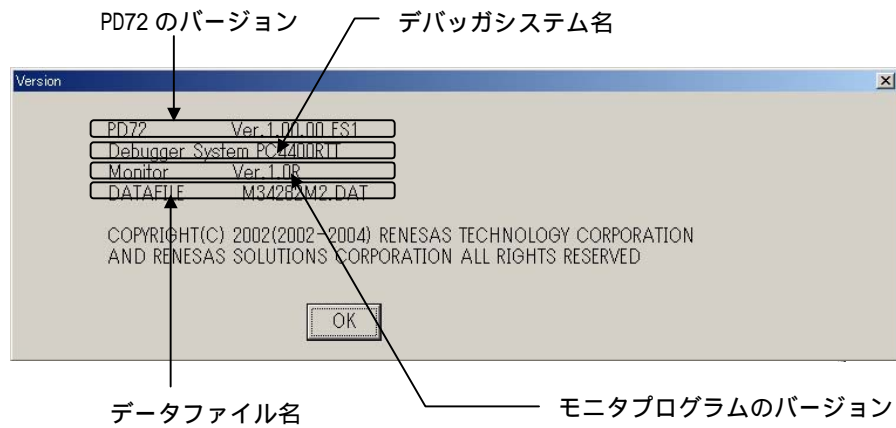 PD72 のバージョン
デバッガシステム名
Version
PD72 Ver.1.00.00 ES1
Debugger System PC4400RTT
Monitor Ver.1.0R
DATAFILE M34282M2.DAT
COPYRIGHT(C) 2002(2002-2004) RENESAS TECHNOLOGY CORPORATION
AND RENESAS SOLUTIONS CORPORATION ALL RIGHTS RESERVED
OK
データファイル名
モニタプログラムのバージョン